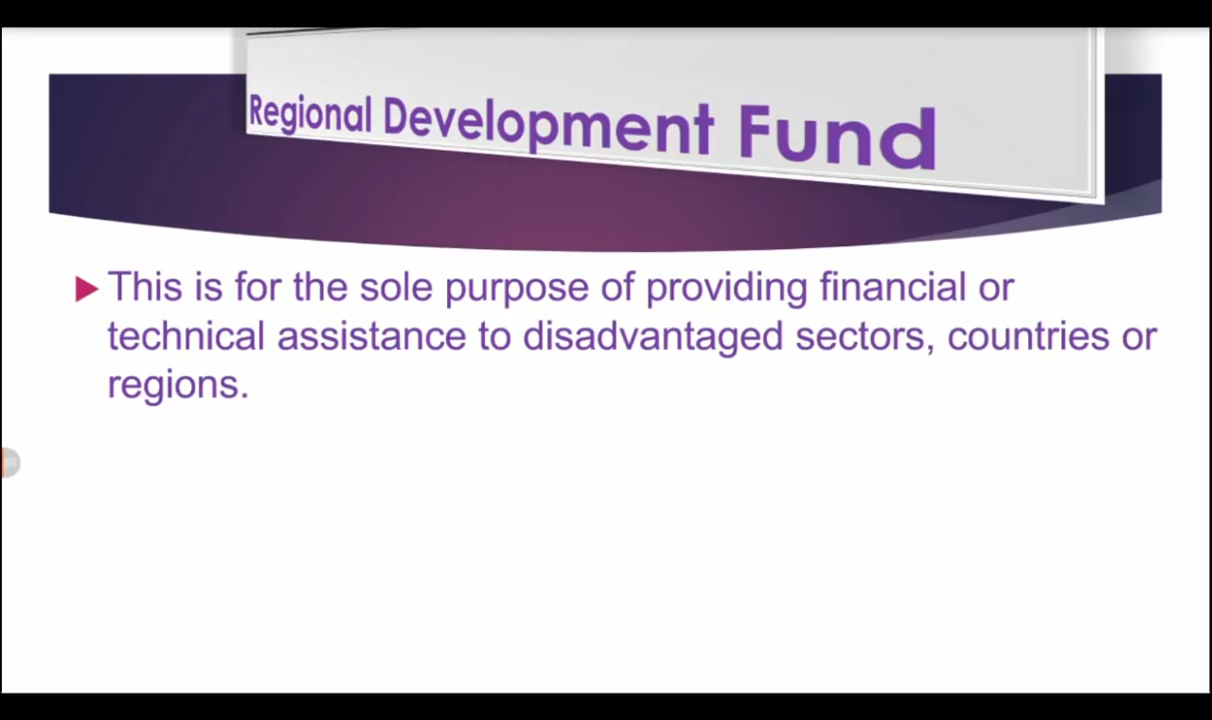 Regional Development Fund
This is for the sole purpose of providing financial or
technical assistance to disadvantaged sectors, countries or
regions.